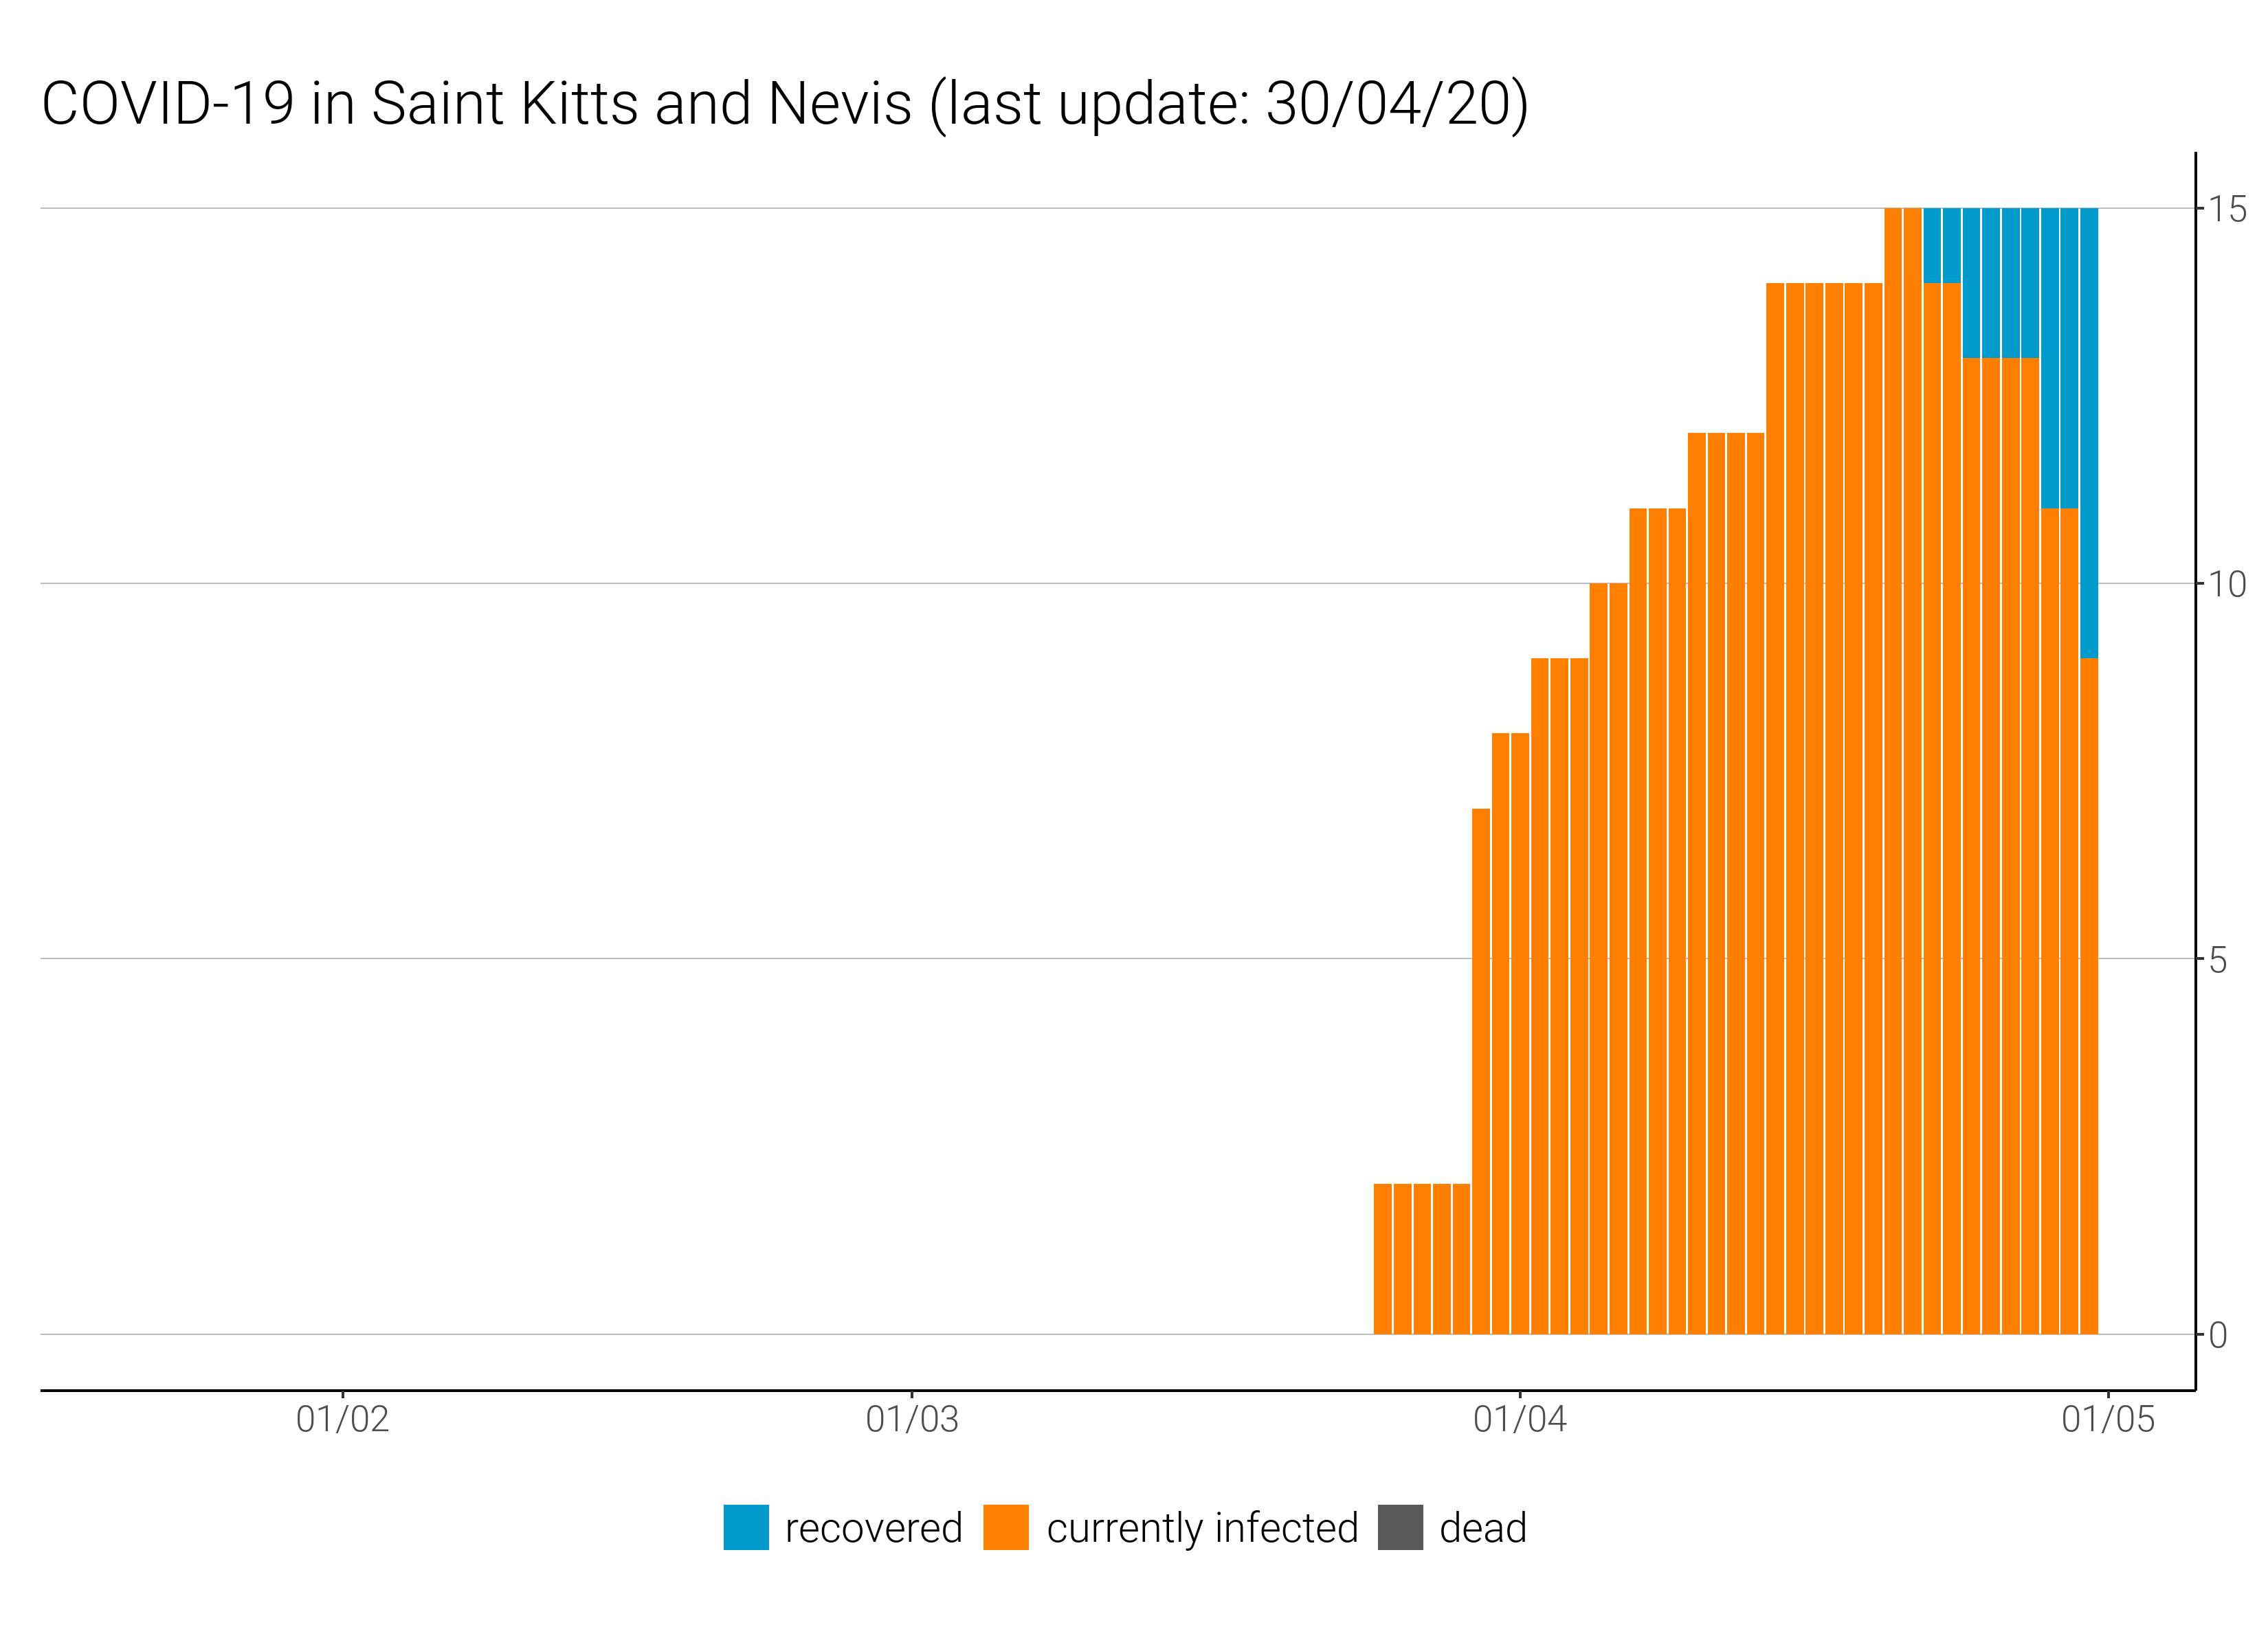 COVID-19 in Saint Kitts and Nevis (last update: 30/04/20)
15
10
5
0
01/02 01/03 01/04 01/05
recovered currently infected dead